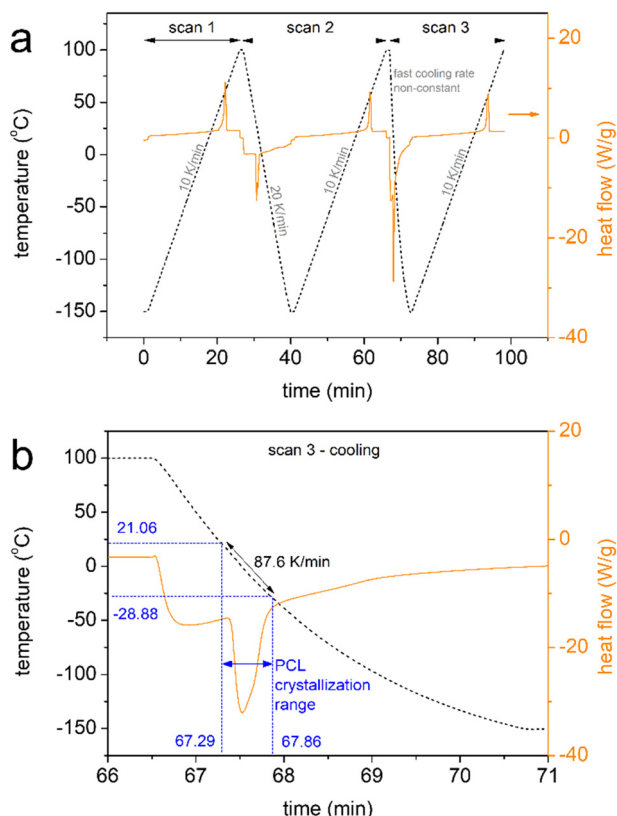 a
scan 1
scan 2
scan 3
fast cooling rate
non-constant
10 K/min
20 K/min
10 K/min
10 K/min
100
50
0
-50
-100
-150
temperature (°C)
20
10
0
-10
-20
-30
-40
heat flow (W/g)
0
20
40
60
80
100
time (min)
b
scan 3 - cooling
21.06
-28.88
87.6 K/min
PCL
crystallization
range
67.29
67.86
100
50
0
-50
-100
-150
temperature (°C)
20
10
0
-10
-20
-30
-40
heat flow (W/g)
66
67
68
69
70
71
time (min)